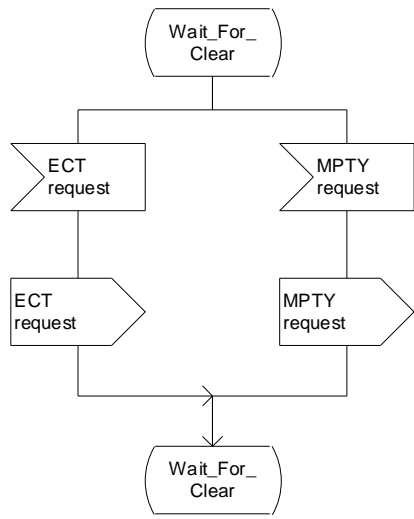 Wait_For_
Clear
ECT
request
MPTY
request
ECT
request
MPTY
request
Wait_For_
Clear